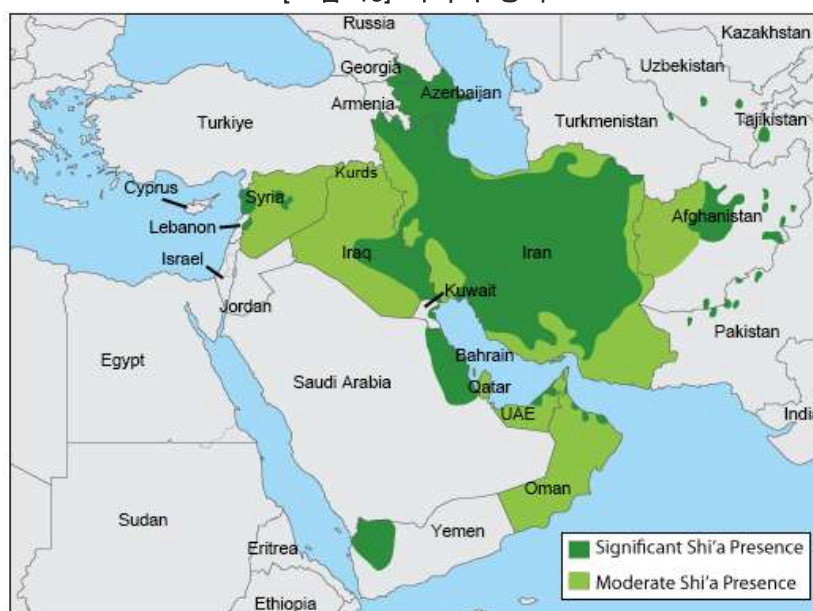 Russia
Kazakhstan
Georgia
Uzbekistan
Armenia
Azerbaijan
Turkiye
Turkmenistan
Tajikistan
Kurds
Cyprus
Syria
Afghanistan
Lebanon
Iraq
Iran
Israel
Kuwait
Jordan
Pakistan
Egypt
Bahrain
Saudi Arabia
Qatar
UAE
Oman
Sudan
Yemen
Eritrea
Ethiopia
Significant Shi'a Presence
Moderate Shi'a Presence